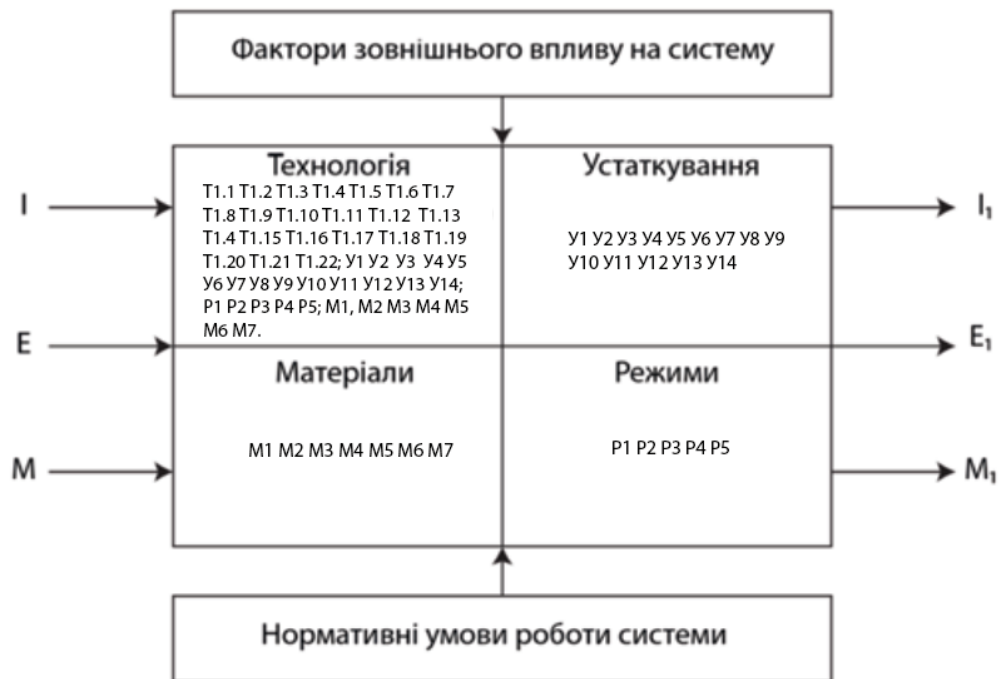 Фактори зовнішнього впливу на систему
Технологія
Т1.1 Т1.2 Т1.3 Т1.4 Т1.5 Т1.6 Т1.7
Т1.8 Т1.9 Т1.10 Т1.11 Т1.12 Т1.13
Т1.4 Т1.15 Т1.16 Т1.17 Т1.18 Т1.19
Т1.20 Т1.21 Т1.22; У1 У2 У3 У4 У5
У6 У7 У8 У9 У10 У11 У12 У13 У14;
Р1 Р2 Р3 Р4 Р5; М1, М2 М3 М4 М5
М6 М7.
Устаткування
У1 У2 У3 У4 У5 У6 У7 У8 У9
У10 У11 У12 У13 У14
I
I₁
E
E₁
Матеріали
М1 М2 М3 М4 М5 М6 М7
Режими
Р1 Р2 Р3 Р4 Р5
M
M₁
Нормативні умови роботи системи